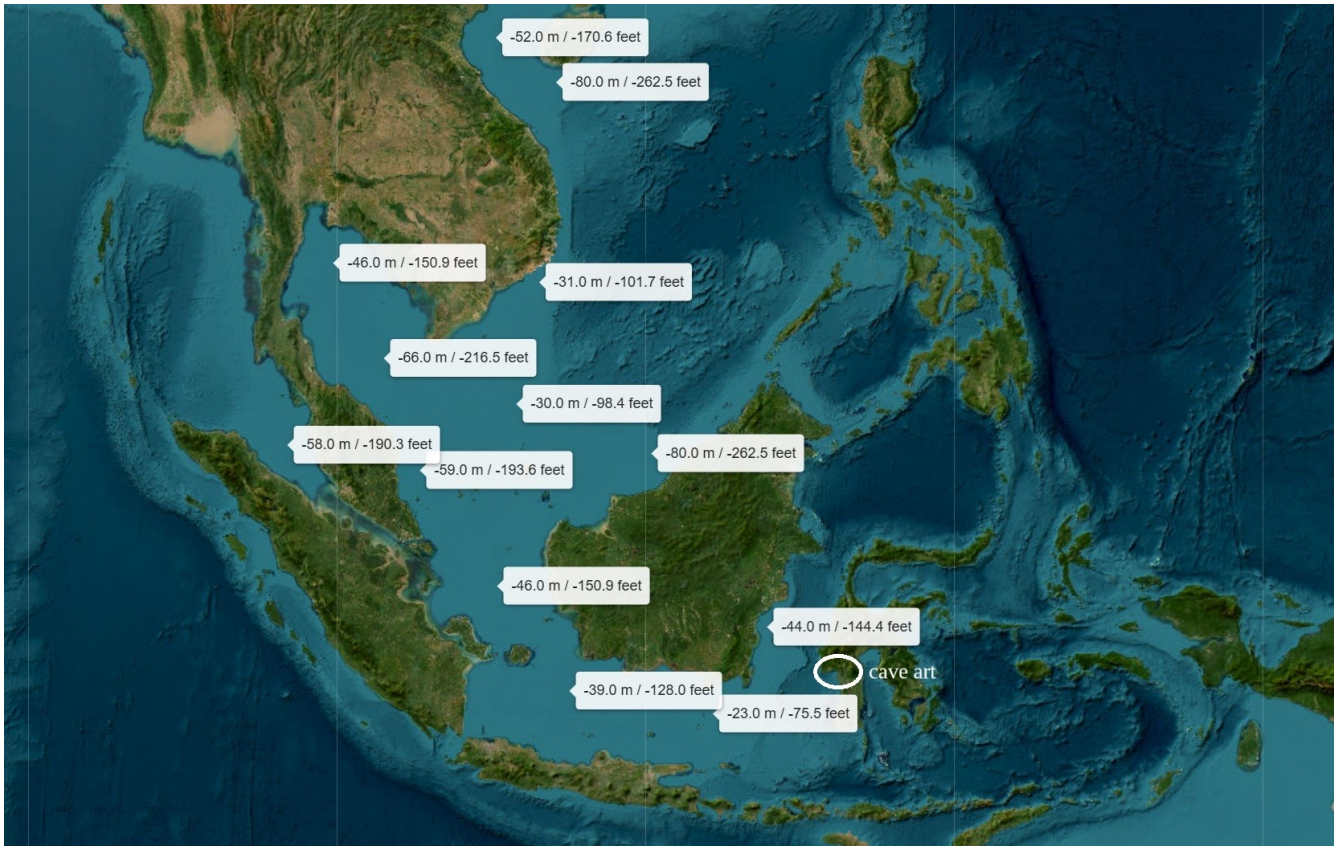 -52.0 m / -170.6 feet
-80.0 m / -262.5 feet
-46.0 m / -150.9 feet
-31.0 m / -101.7 feet
-66.0 m / -216.5 feet
-30.0 m / -98.4 feet
-58.0 m / -190.3 feet
-80.0 m / -262.5 feet
-59.0 m / -193.6 feet
-46.0 m / -150.9 feet
-44.0 m / -144.4 feet
cave art
-39.0 m / -128.0 feet
-23.0 m / -75.5 feet